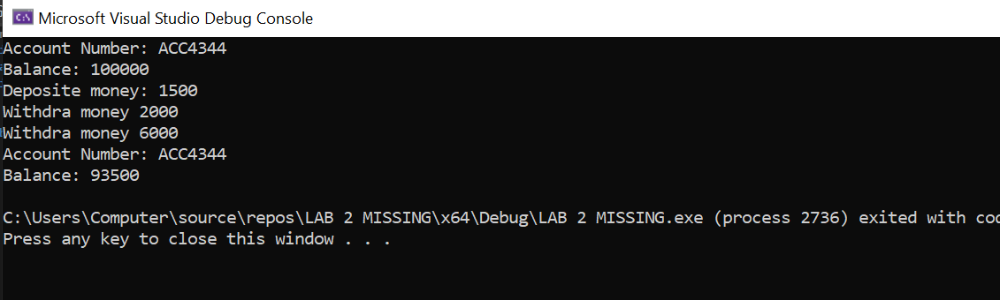 Microsoft Visual Studio Debug Console
Account Number: ACC4344
Balance: 100000
Deposite money: 1500
Withdra money 2000
Withdra money 6000
Account Number: ACC4344
Balance: 93500
C:\Users\Computer\source\repos\LAB 2 MISSING\x64\Debug\LAB 2 MISSING.exe (process 2736) exited with
Press any key to close this window . . .